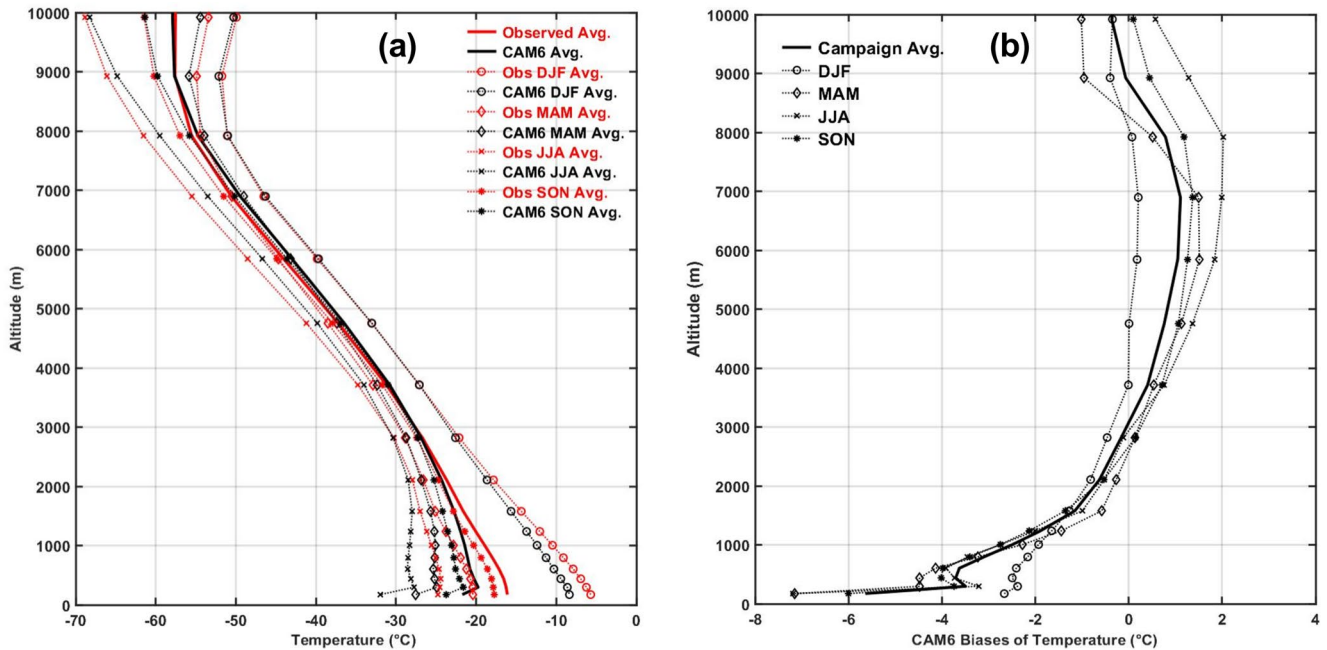 (a)
Observed Avg.
CAM6 Avg.
Obs DJF Avg.
CAM6 DJF Avg.
Obs MAM Avg.
CAM6 MAM Avg.
Obs JJA Avg.
CAM6 JJA Avg.
Obs SON Avg.
CAM6 SON Avg.
10000
9000
8000
7000
6000
5000
4000
3000
2000
1000
0
Altitude (m)
-70 -60 -50 -40 -30 -20 -10 0
Temperature (°C)
(b)
Campaign Avg.
DJF
MAM
JJA
SON
10000
9000
8000
7000
6000
5000
4000
3000
2000
1000
0
Altitude (m)
-8 -6 -4 -2 0 2 4
CAM6 Biases of Temperature (°C)